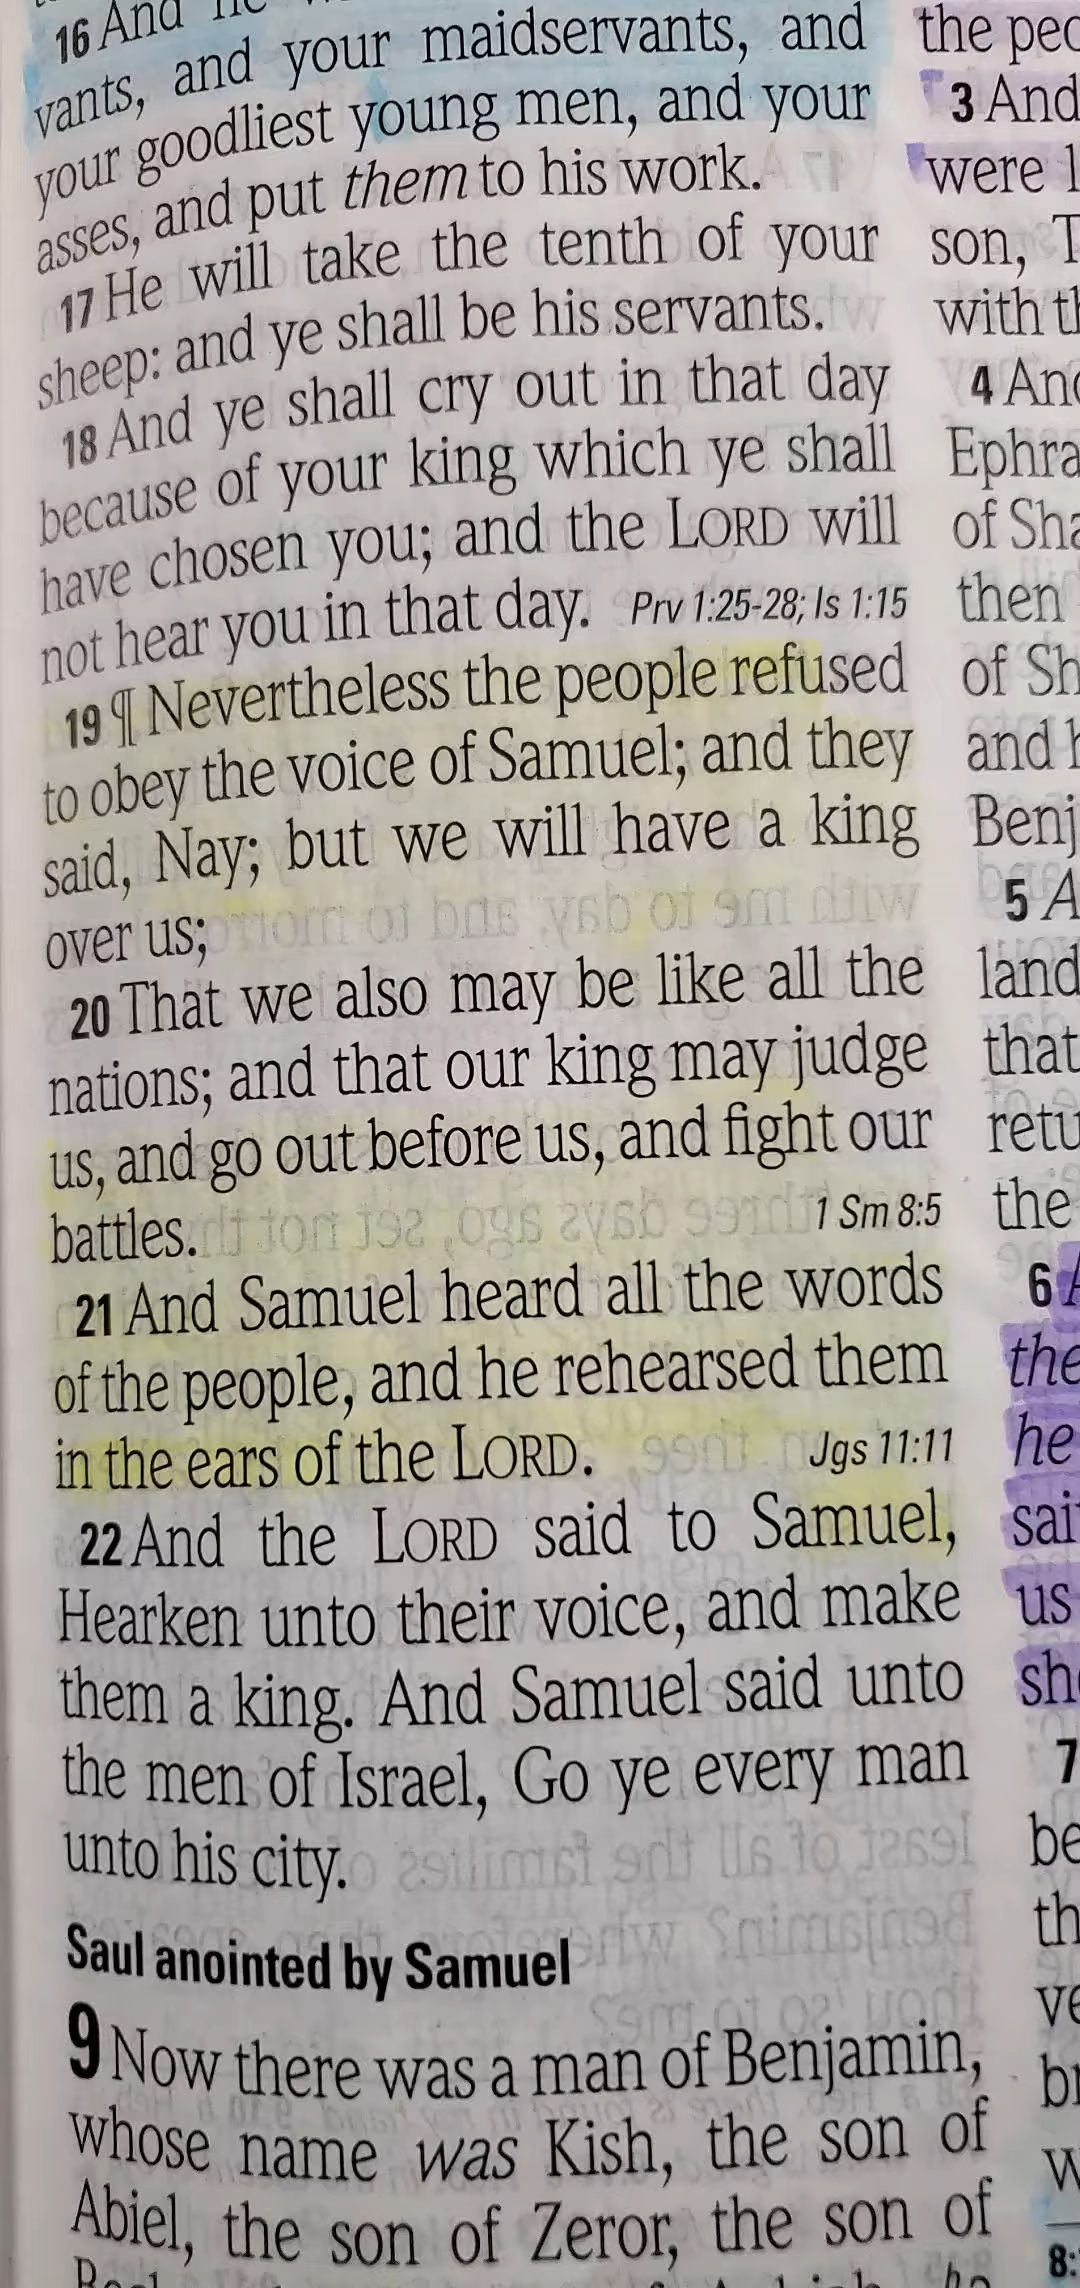 16 And he
vants, and your maidservants, and
your goodliest young men, and your
asses, and put them to his work.
17 He will take the tenth of your
sheep: and ye shall be his servants.
18 And ye shall cry out in that day
because of your king which ye shall
have chosen you; and the LORD will
not hear you in that day. Prv 1:25-28; Is 1:15
19 ¶ Nevertheless the people refused
to obey the voice of Samuel; and they
said, Nay; but we will have a king
over us;
20 That we also may be like all the
nations; and that our king may judge
us, and go out before us, and fight our
battles. 1 Sm 8:5
21 And Samuel heard all the words
of the people, and he rehearsed them
in the ears of the LORD. Jgs 11:11
22 And the LORD said to Samuel,
Hearken unto their voice, and make
them a king. And Samuel said unto
the men of Israel, Go ye every man
unto his city.
Saul anointed by Samuel
9 Now there was a man of Benjamin,
whose name was Kish, the son of
Abiel, the son of Zeror, the son of
the peo
3 And
were l
son, T
with th
4 And
Ephra
of Sha
then
of Sh
and h
Benj
5 A
land
that
retu
the
6 A
the
he
sai
us
she
7
be
th
ve
br
W
8: